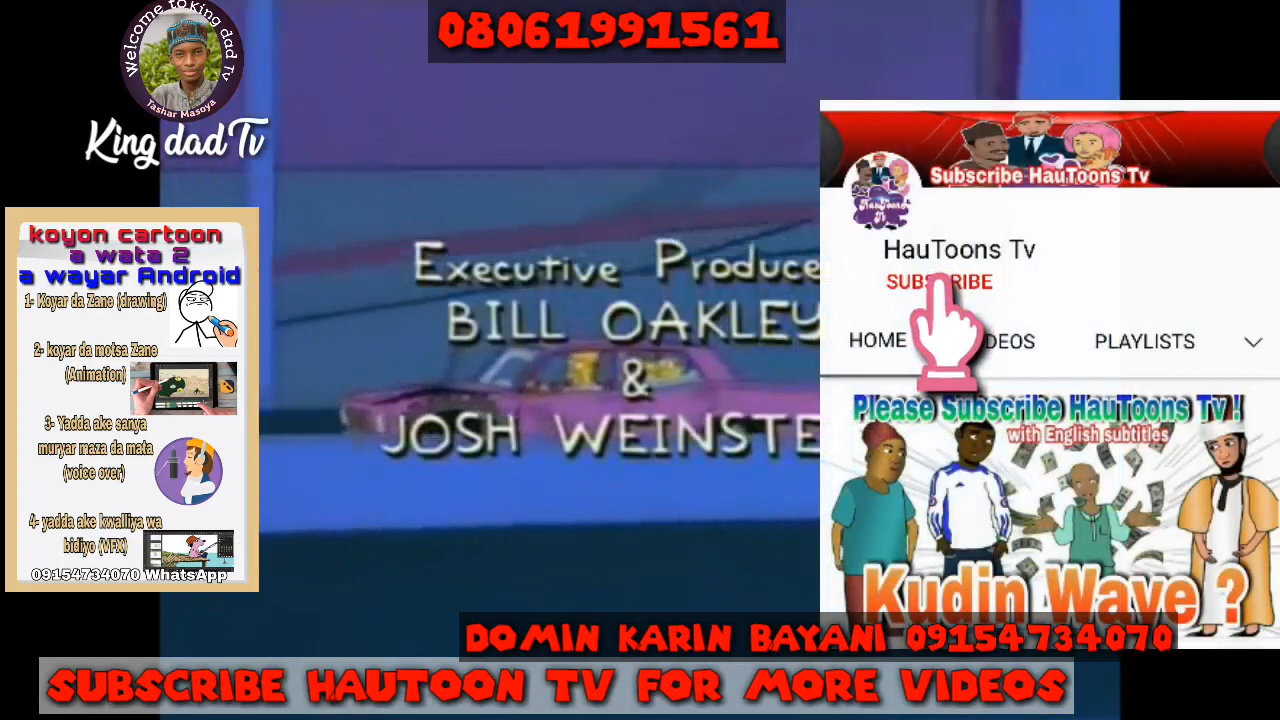 08061991561
Welcome to King dad Tv
Tashar Masoya
King dad Tv
koyon cartoon
a wata 2
a wayar Android
1- Koyar da Zane (drawing)
2- koyar da motsa Zane
(Animation)
3- Yadda ake sanya
muryar maza da mata
(voice over)
4- yadda ake kwalliya wa
bidiyo (VFX)
09154734070 WhatsApp
Executive Produce
BILL OAKLEY
&
JOSH WEINSTE
Subscribe HauToons Tv
HauToons Tv
HauToons Tv
SUBSCRIBE
HOME
DEOS
PLAYLISTS
Please Subscribe HauToons Tv !
with English subtitles
Kudin Wave ?
DOMIN KARIN BAYANI 09154734070
SUBSCRIBE HAUTOON TV FOR MORE VIDEOS